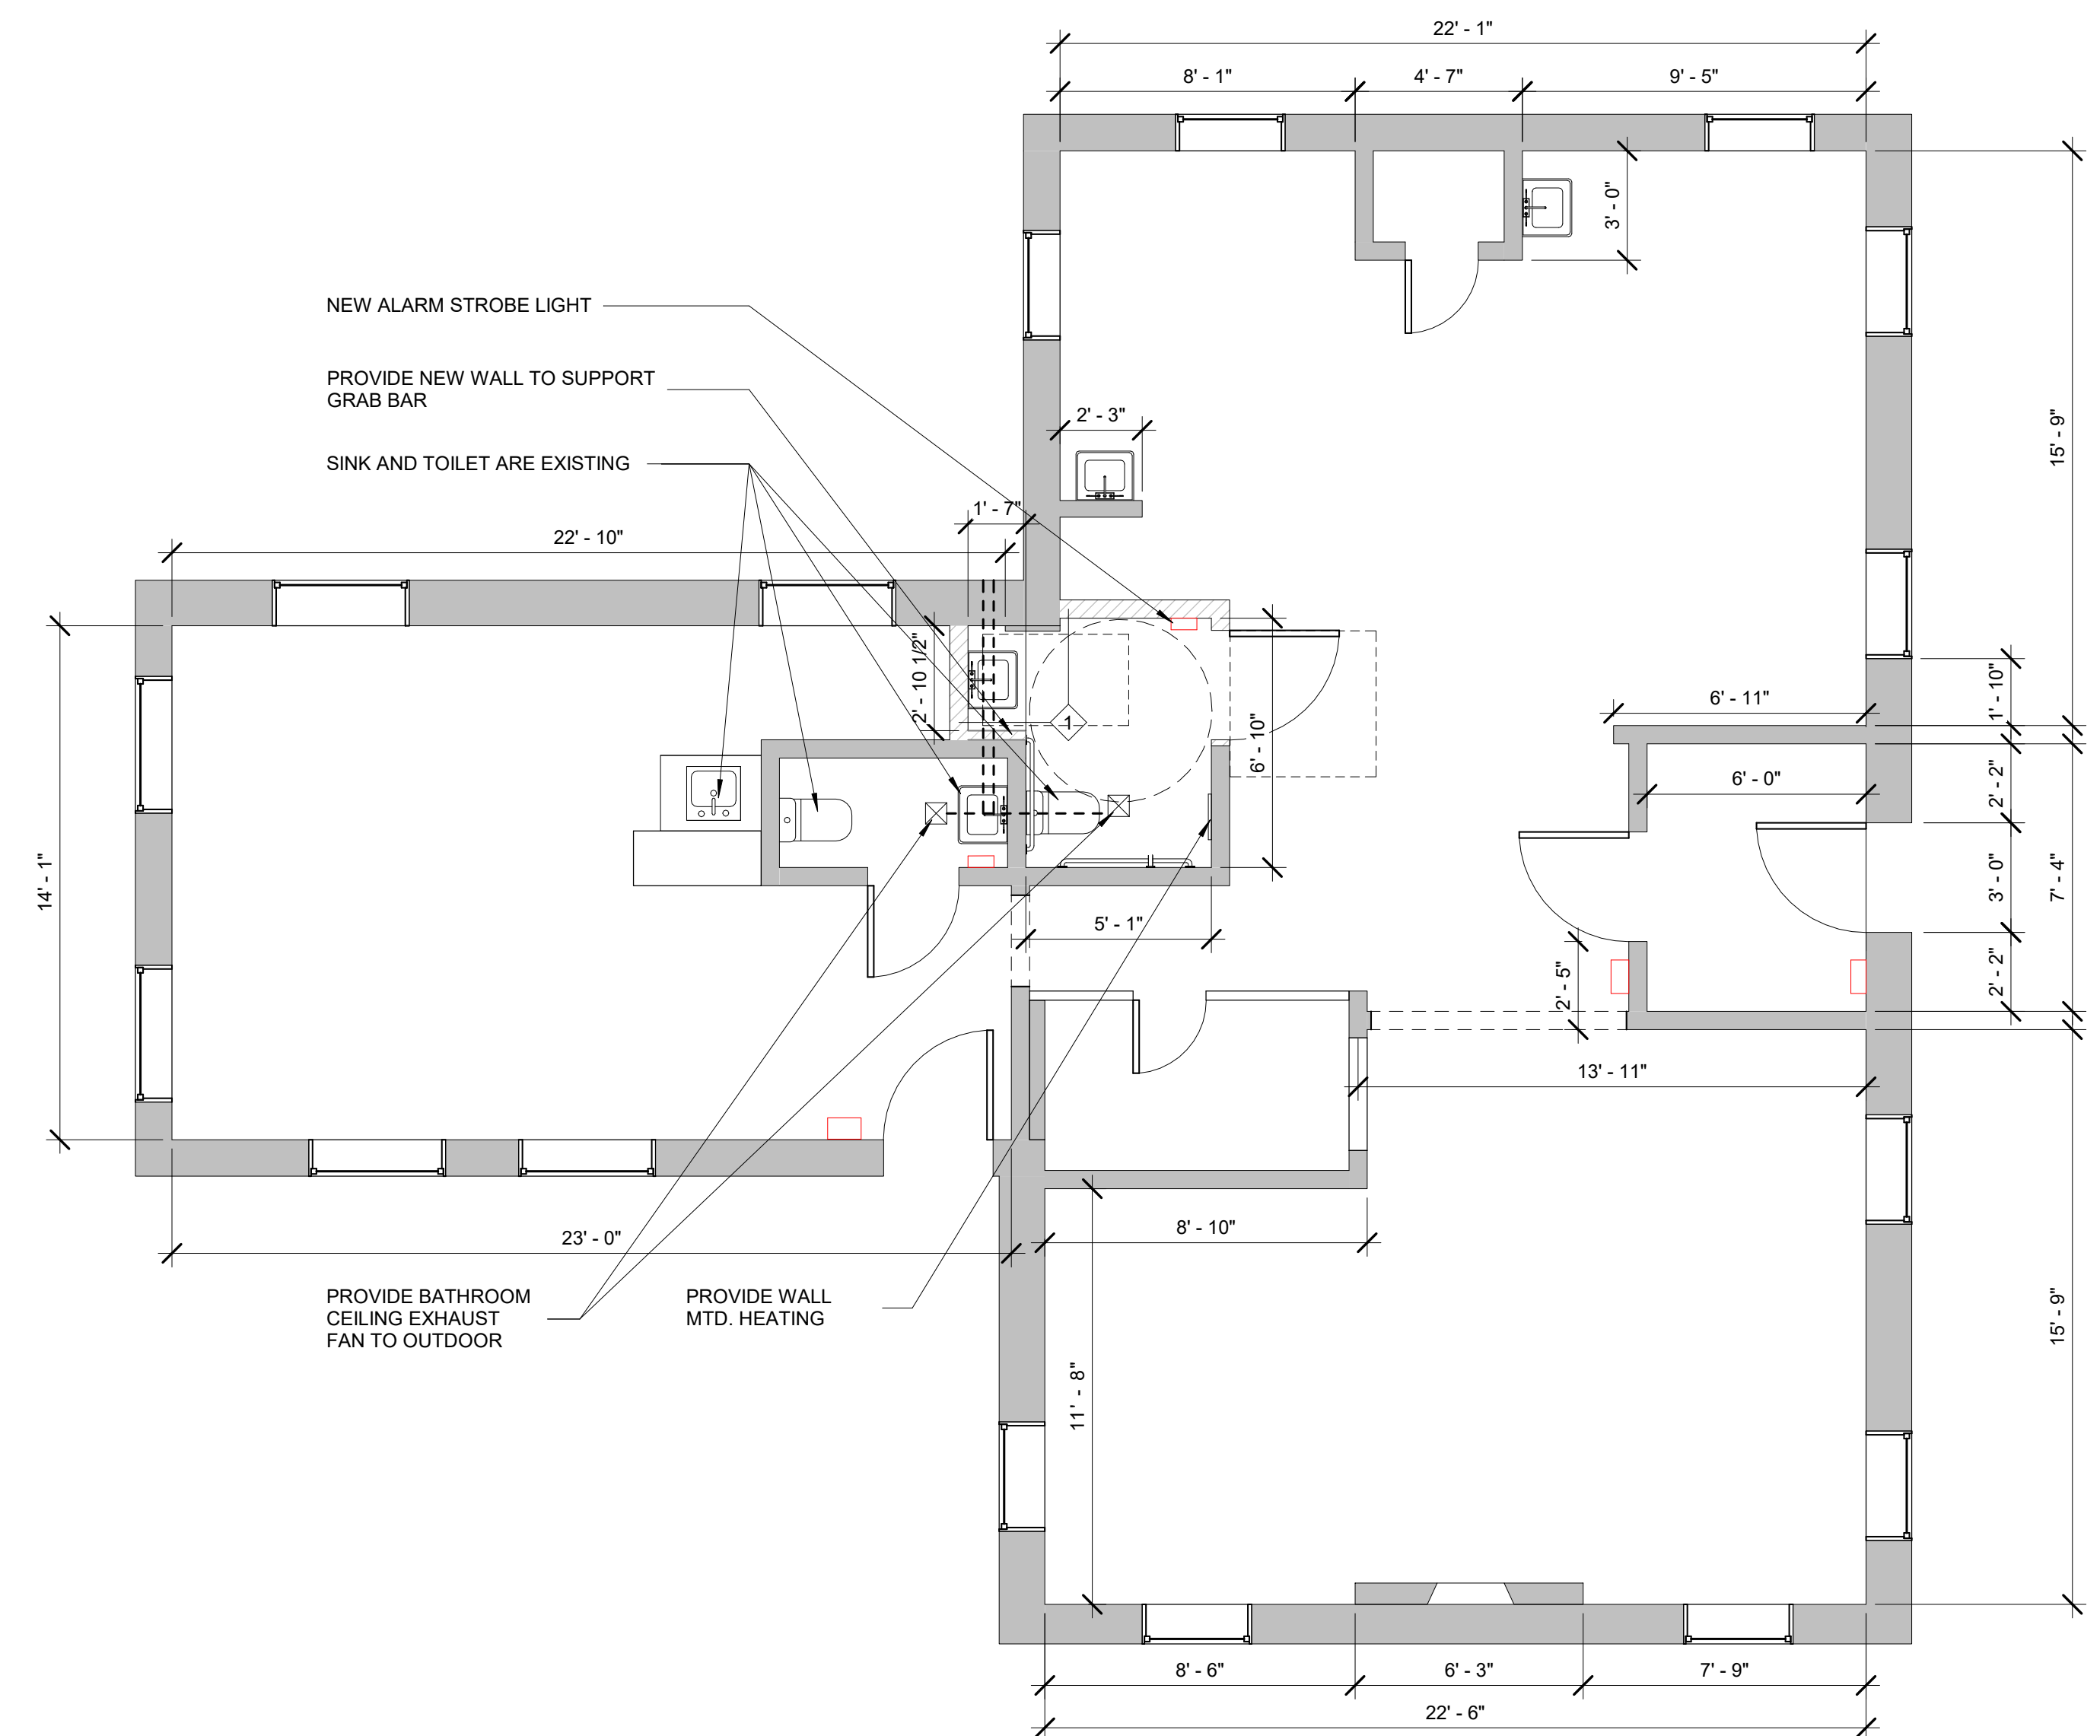 22' - 1"
8' - 1"
4' - 7"
9' - 5"
3' - 0"
NEW ALARM STROBE LIGHT
PROVIDE NEW WALL TO SUPPORT
GRAB BAR
2' - 3"
15' - 9"
SINK AND TOILET ARE EXISTING
1' - 7"
22' - 10"
2' - 10 1/2"
1
6' - 10"
6' - 11"
1' - 10"
6' - 0"
2' - 2"
14' - 1"
3' - 0"
7' - 4"
5' - 1"
2' - 5"
2' - 2"
13' - 11"
8' - 10"
23' - 0"
PROVIDE BATHROOM
CEILING EXHAUST
FAN TO OUTDOOR
PROVIDE WALL
MTD. HEATING
15' - 9"
11' - 8"
8' - 6"
6' - 3"
7' - 9"
22' - 6"